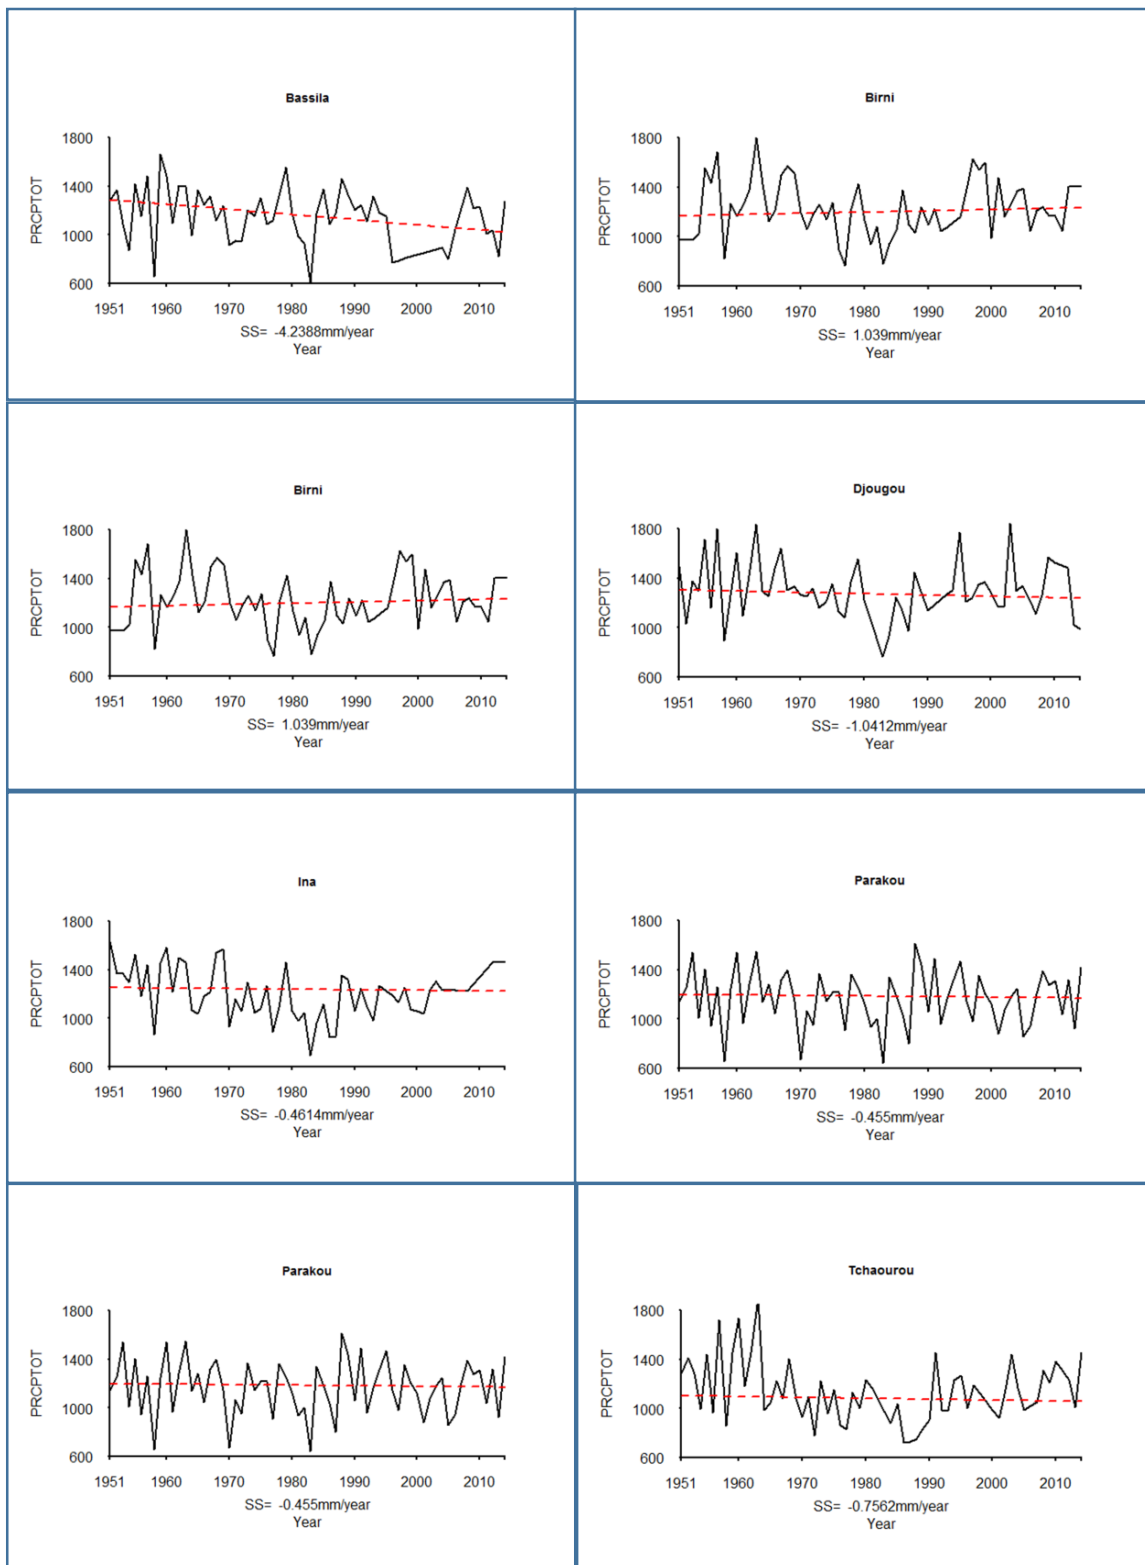 Bassila
1800
1400
1000
600
PRCPTOT
1951 1960 1970 1980 1990 2000 2010
SS= -4.2388mm/year
Year
Birni
1800
1400
1000
600
PRCPTOT
1951 1960 1970 1980 1990 2000 2010
SS= 1.039mm/year
Year
Birni
1800
1400
1000
600
PRCPTOT
1951 1960 1970 1980 1990 2000 2010
SS= 1.039mm/year
Year
Djougou
1800
1400
1000
600
PRCPTOT
1951 1960 1970 1980 1990 2000 2010
SS= -1.0412mm/year
Year
Ina
1800
1400
1000
600
PRCPTOT
1951 1960 1970 1980 1990 2000 2010
SS= -0.4614mm/year
Year
Parakou
1800
1400
1000
600
PRCPTOT
1951 1960 1970 1980 1990 2000 2010
SS= -0.455mm/year
Year
Parakou
1800
1400
1000
600
PRCPTOT
1951 1960 1970 1980 1990 2000 2010
SS= -0.455mm/year
Year
Tchaourou
1800
1400
1000
600
PRCPTOT
1951 1960 1970 1980 1990 2000 2010
SS= -0.7562mm/year
Year